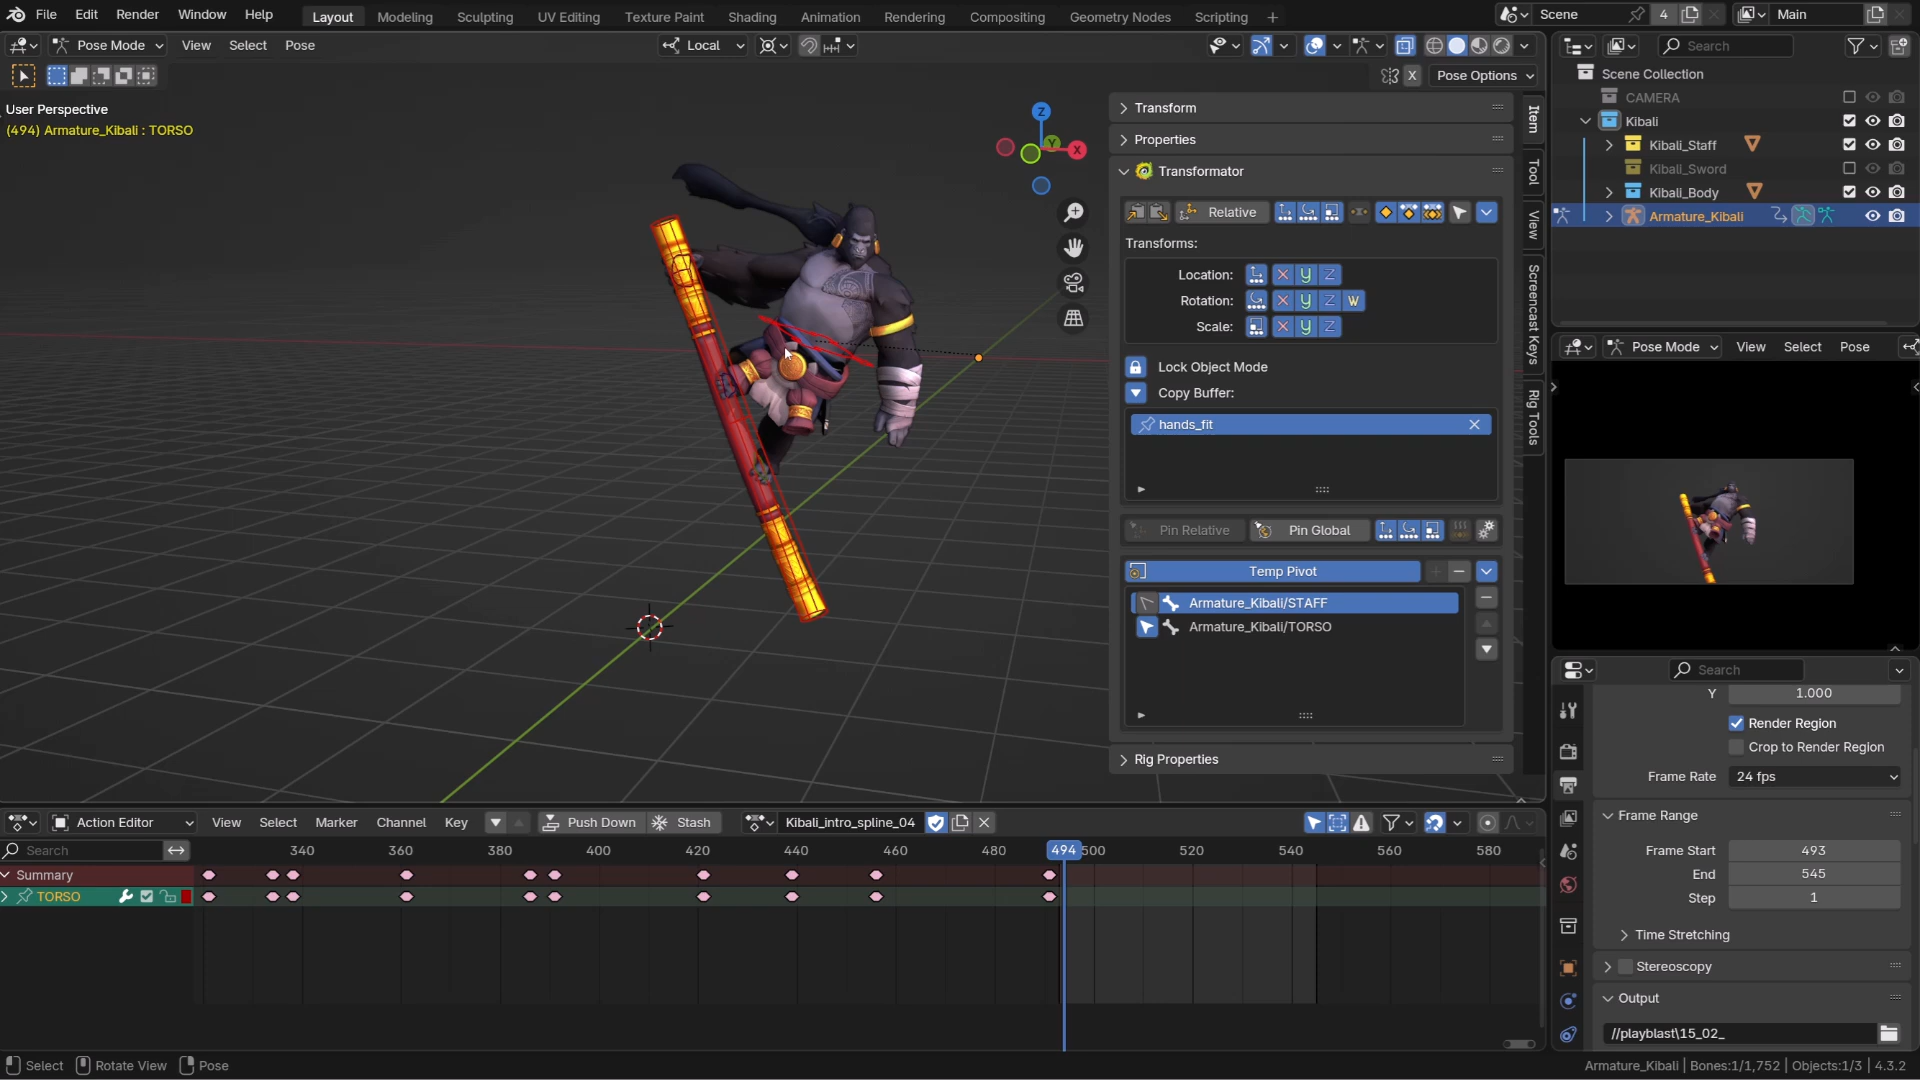 File Edit Render Window Help Layout Modeling Sculpting UV Editing Texture Paint Shading Animation Rendering Compositing Geometry Nodes Scripting + Scene 4 Main
Pose Mode View Select Pose Local Search
X Pose Options
User Perspective
(494) Armature_Kibali : TORSO
Z
Y
X
Transform
Properties
Transformator
Relative
Transforms:
Location: X y Z
Rotation: X y Z W
Scale: X y Z
Lock Object Mode
Copy Buffer:
hands_fit
Pin Relative Pin Global
Temp Pivot
Armature_Kibali/STAFF
Armature_Kibali/TORSO
Rig Properties
Item
Tool
View
Screencast Keys
Rig Tools
Scene Collection
CAMERA
Kibali
Kibali_Staff
Kibali_Sword
Kibali_Body
Armature_Kibali
Pose Mode View Select Pose
Search
Y 1.000
Render Region
Crop to Render Region
Frame Rate 24 fps
Frame Range
Frame Start 493
End 545
Step 1
Time Stretching
Stereoscopy
Output
//playblast\15_02_
Action Editor View Select Marker Channel Key Push Down Stash Kibali_intro_spline_04
Search 340 360 380 400 420 440 460 480 494 500 520 540 560 580
Summary
TORSO
Select Rotate View Pose Armature_Kibali | Bones:1/1,752 | Objects:1/3 | 4.3.2